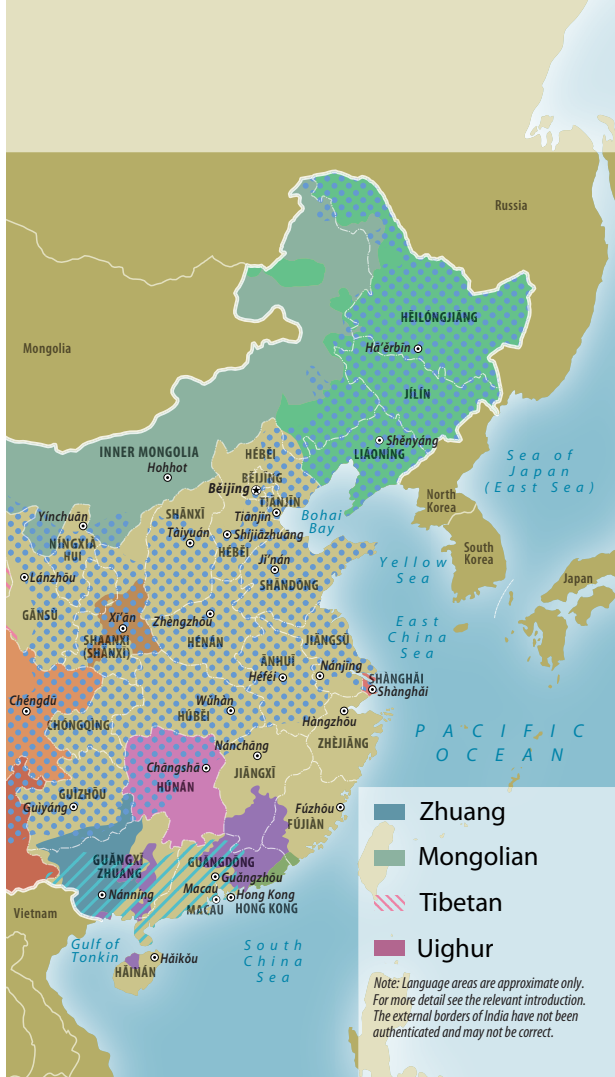 Russia
HĒILÓNGJIĀNG
Hā'ěrbīn
Mongolia
JÍLÍN
Shěnyáng
LIÁONÍNG
INNER MONGOLIA
Hohhot
HÉBĚI
BĚIJĪNG
Běijīng
TIĀNJĪN
Tiānjīn
Bohai
Bay
North
Korea
Sea of
Japan
(East Sea)
Yínchuān
NÍNGXIÀ
HUÍ
SHĀNXĪ
Tàiyuán
Shíjiāzhuāng
HÉBĚI
Jǐ'nán
SHĀNDŌNG
Yellow
Sea
South
Korea
Japan
Lánzhōu
GĀNSÙ
Xī'ān
SHAANXI
(SHǍNXĪ)
Zhèngzhōu
HÉNÁN
JIĀNGSŪ
East
China
Sea
ĀNHUĪ
Héféi
Nánjīng
SHÀNGHǍI
Shànghǎi
Chéngdū
CHÓNGQÌNG
Wǔhàn
HÚBĚI
Hángzhōu
ZHÈJIĀNG
PACIFIC
OCEAN
Nánchāng
Chángshā
HÚNÁN
JIĀNGXĪ
GUÌZHŌU
Guìyáng
Fúzhōu
FÚJIÀN
GUǍNGXĪ
ZHUANG
Nánníng
GUǍNGDŌNG
Guǎngzhōu
Macau
MACAU
Hong Kong
HONG KONG
Vietnam
Gulf of
Tonkin
Hǎikǒu
HǍINÁN
South
China
Sea
Zhuang
Mongolian
Tibetan
Uighur
Note: Language areas are approximate only.
For more detail see the relevant introduction.
The external borders of India have not been
authenticated and may not be correct.